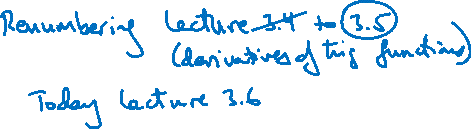 Renumbering Lecture 3.4 to 3.5
(derivatives of trig functions)
Today Lecture 3.6